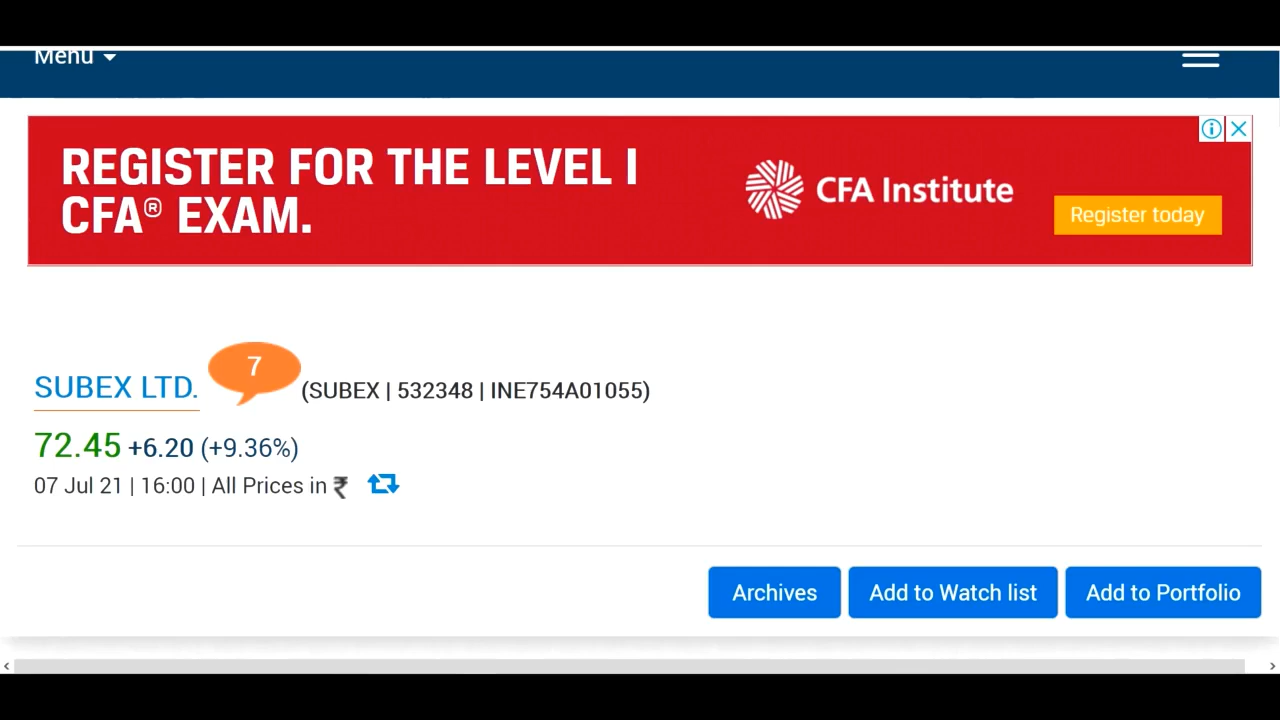 Menu
REGISTER FOR THE LEVEL I
CFA® EXAM.
CFA Institute
Register today
7
SUBEX LTD.
(SUBEX | 532348 | INE754A01055)
72.45 +6.20 (+9.36%)
07 Jul 21 | 16:00 | All Prices in ₹
Archives
Add to Watch list
Add to Portfolio